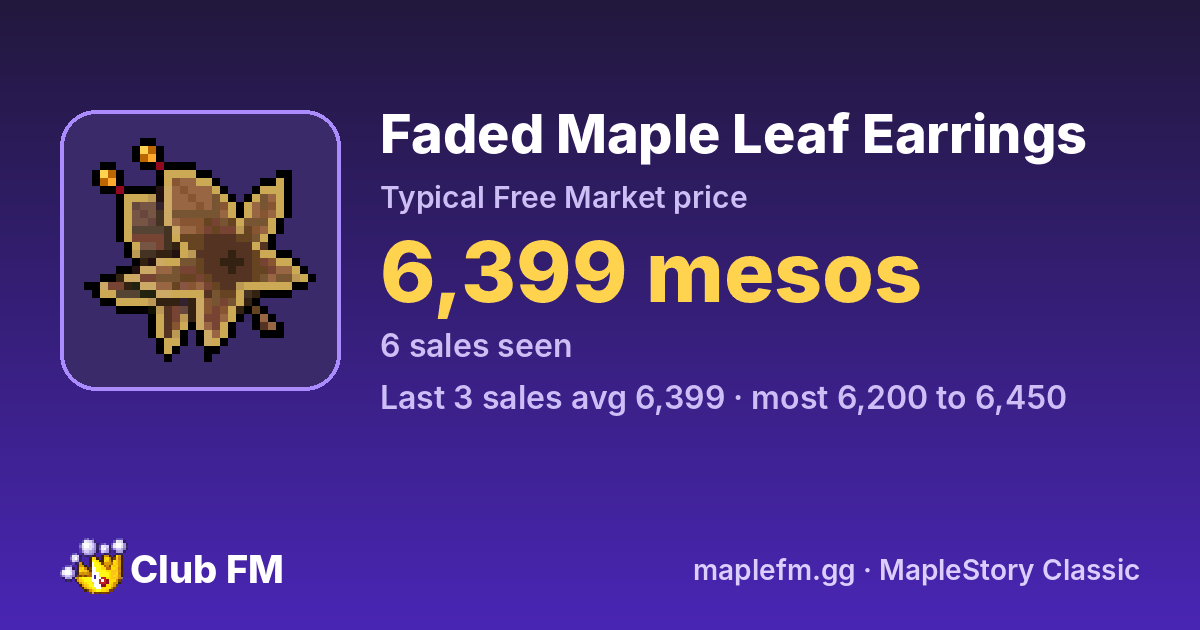 Faded Maple Leaf Earrings
Typical Free Market price
6,399 mesos
6 sales seen
Last 3 sales avg 6,399 · most 6,200 to 6,450
Club FM
maplefm.gg · MapleStory Classic